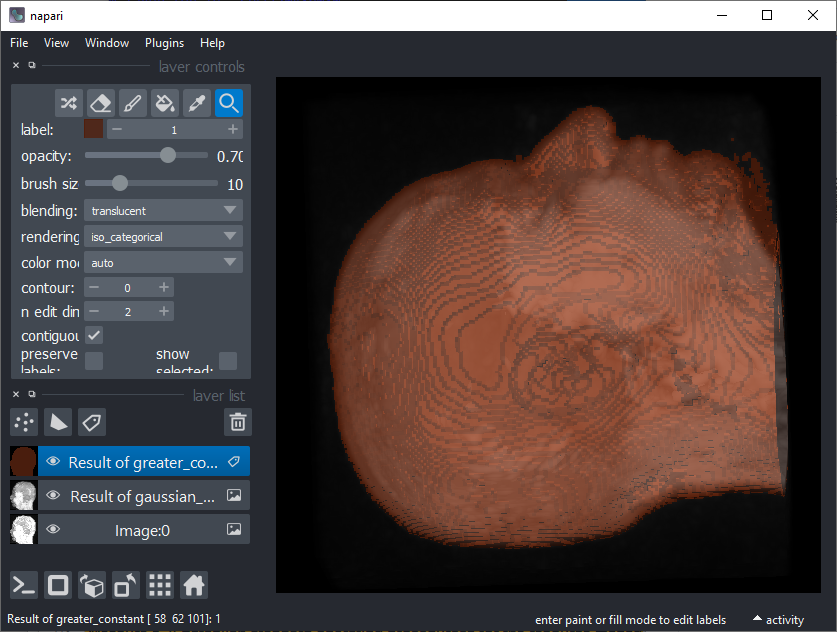 napari
File View Window Plugins Help
layer controls
label: 1
opacity: 0.70
brush siz 10
blending: translucent
rendering iso_categorical
color mo auto
contour: 0
n edit din 2
contiguou
preserve labels:
show selected:
layer list
Result of greater_co...
Result of gaussian_...
Image:0
Result of greater_constant [ 58 62 101]: 1
enter paint or fill mode to edit labels
activity